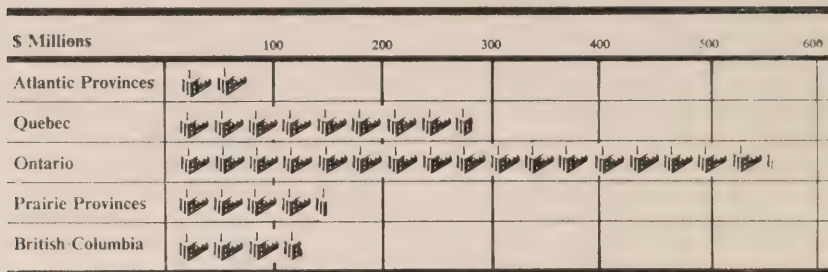 $ Millions 100 200 300 400 500 600
Atlantic Provinces
Quebec
Ontario
Prairie Provinces
British Columbia